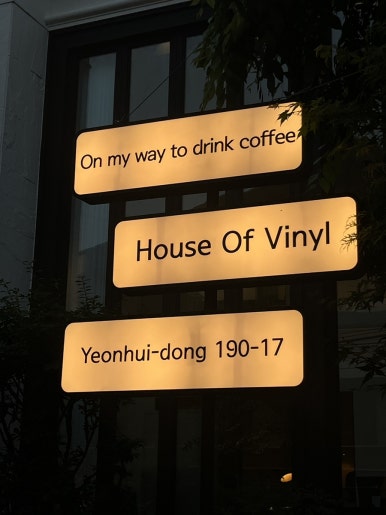 On my way to drink coffee
House Of Vinyl
Yeonhui-dong 190-17